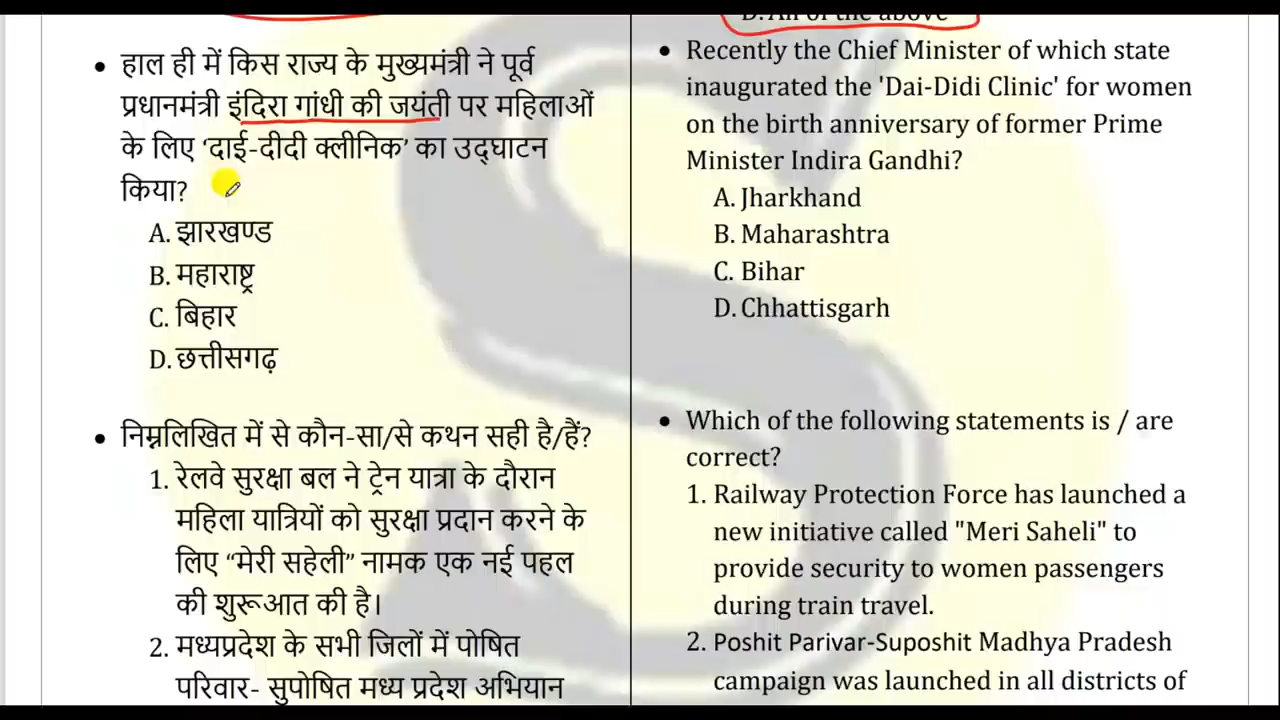 हाल ही में किस राज्य के मुख्यमंत्री ने पूर्व
प्रधानमंत्री इंदिरा गांधी की जयंती पर महिलाओं
के लिए ‘दाई-दीदी क्लीनिक’ का उद्घाटन
किया?
A. झारखण्ड
B. महाराष्ट्र
C. बिहार
D. छत्तीसगढ़
निम्नलिखित में से कौन-सा/से कथन सही है/हैं?
1. रेलवे सुरक्षा बल ने ट्रेन यात्रा के दौरान
महिला यात्रियों को सुरक्षा प्रदान करने के
लिए “मेरी सहेली” नामक एक नई पहल
की शुरूआत की है।
2. मध्यप्रदेश के सभी जिलों में पोषित
परिवार- सुपोषित मध्य प्रदेश अभियान
D. All of the above
Recently the Chief Minister of which state
inaugurated the 'Dai-Didi Clinic' for women
on the birth anniversary of former Prime
Minister Indira Gandhi?
A. Jharkhand
B. Maharashtra
C. Bihar
D. Chhattisgarh
Which of the following statements is / are
correct?
1. Railway Protection Force has launched a
new initiative called "Meri Saheli" to
provide security to women passengers
during train travel.
2. Poshit Parivar-Suposhit Madhya Pradesh
campaign was launched in all districts of